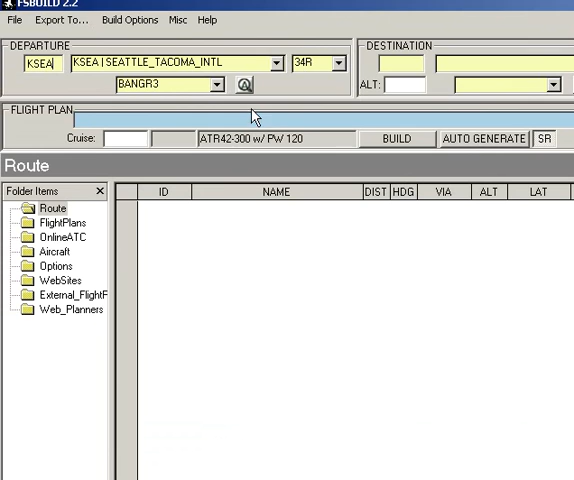 FSBUILD 2.2
File Export To... Build Options Misc Help
DEPARTURE DESTINATION
KSEA KSEA | SEATTLE_TACOMA_INTL 34R
BANGR3 ALT:
FLIGHT PLAN
Cruise: ATR42-300 w/ PW 120 BUILD AUTO GENERATE SR
Route
Folder Items ID NAME DIST HDG VIA ALT LAT
Route
FlightPlans
OnlineATC
Aircraft
Options
WebSites
External_FlightF
Web_Planners